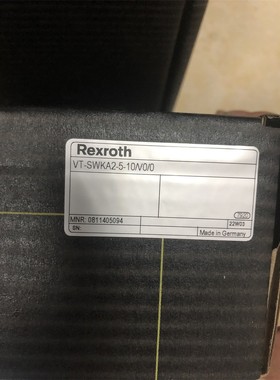 Rexroth
VT-SWKA2-5-10/V0/0
MNR: 0811405094
22W03
SN:
Made in Germany